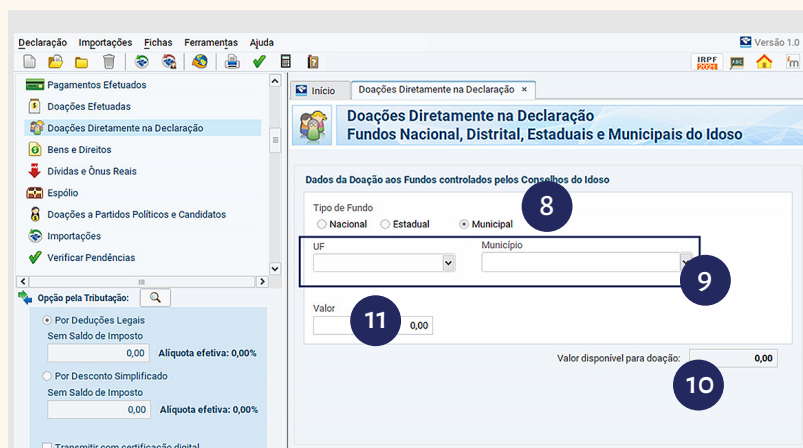 Declaração Importações Fichas Ferramentas Ajuda
Versão 1.0
IRPF
2021
ABC
Pagamentos Efetuados
Doações Efetuadas
Doações Diretamente na Declaração
Bens e Direitos
Dívidas e Ônus Reais
Espólio
Doações a Partidos Políticos e Candidatos
Importações
Verificar Pendências
Opção pela Tributação:
Por Deduções Legais
Sem Saldo de Imposto
0,00 Alíquota efetiva: 0,00%
Por Desconto Simplificado
Sem Saldo de Imposto
0,00 Alíquota efetiva: 0,00%
Transmitir com certificação digital
Início
Doações Diretamente na Declaração ×
Doações Diretamente na Declaração
Fundos Nacional, Distrital, Estaduais e Municipais do Idoso
Dados da Doação aos Fundos controlados pelos Conselhos do Idoso
8
Tipo de Fundo
Nacional Estadual Municipal
UF Município
9
Valor
11
0,00
Valor disponível para doação: 0,00
10